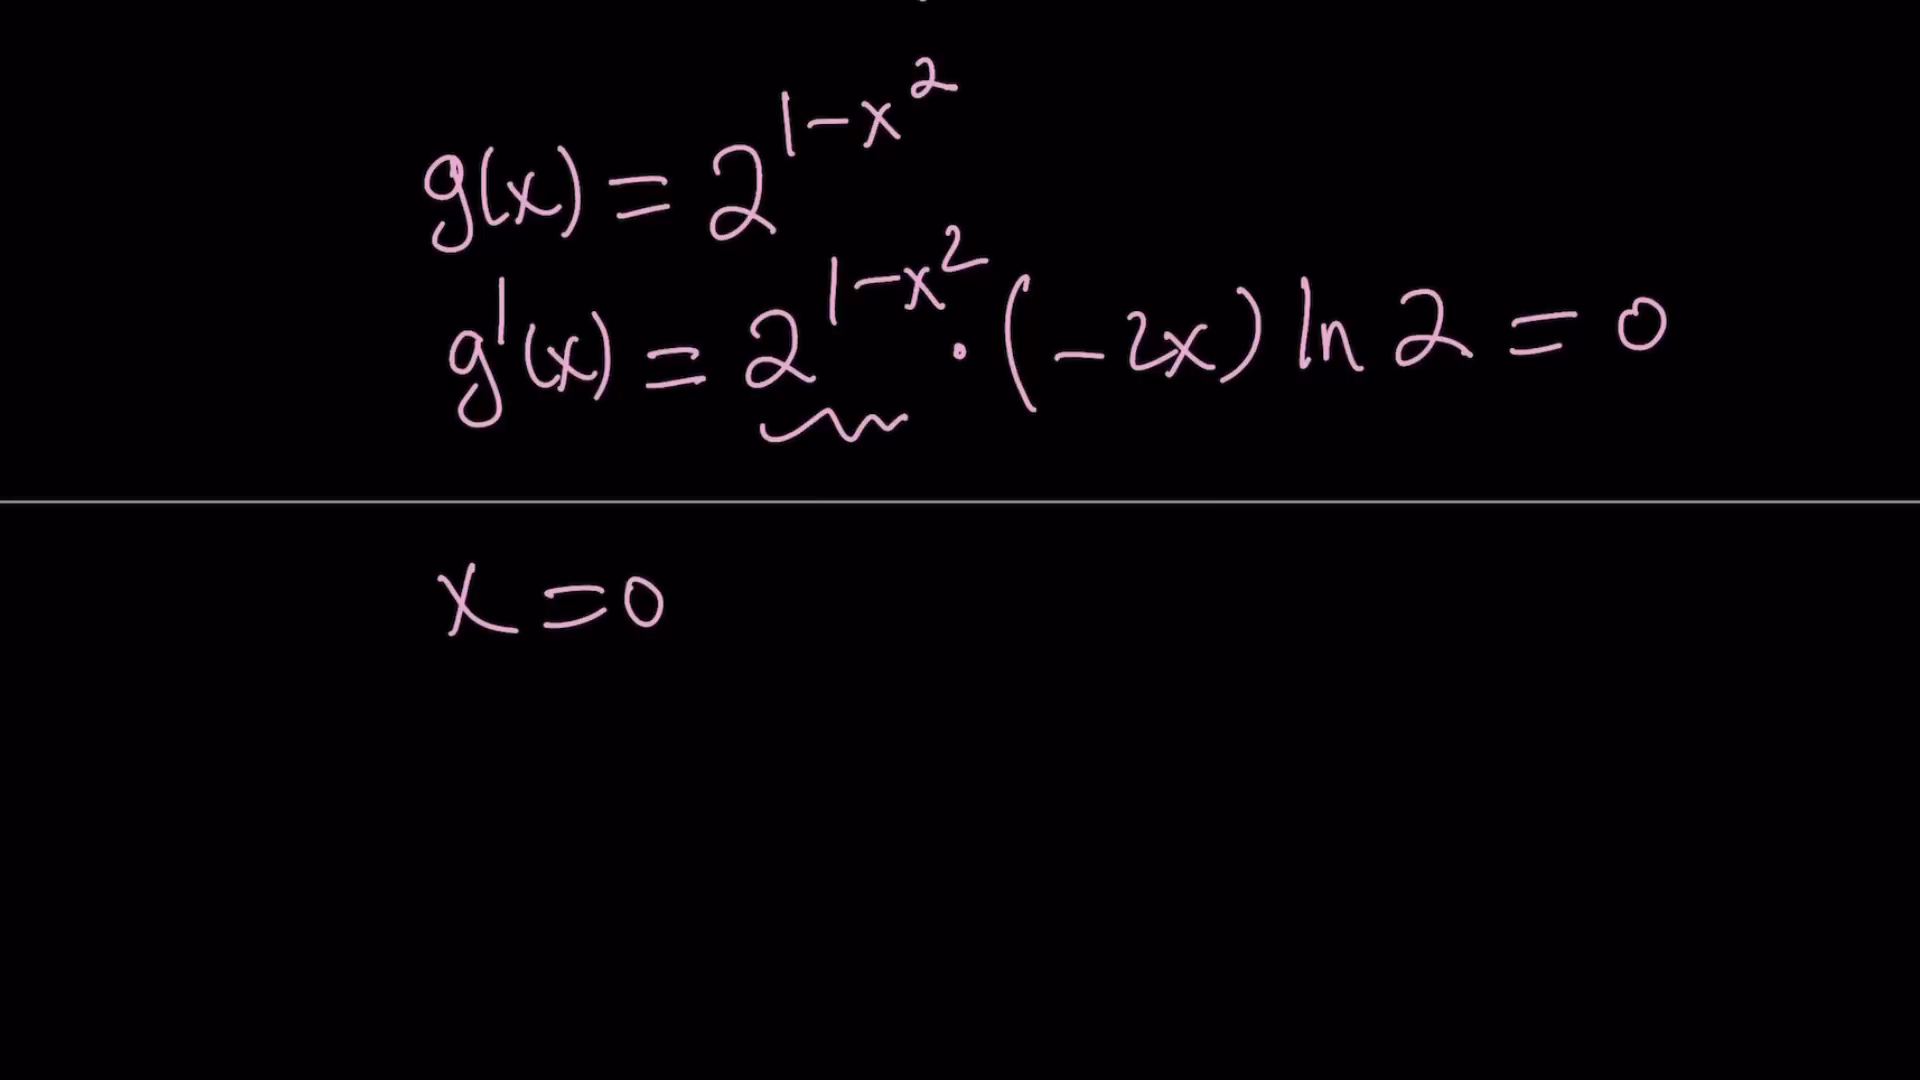 g(x) = 2^{1-x^2}
g'(x) = 2^{1-x^2} · (-2x) ln 2 = 0
x = 0